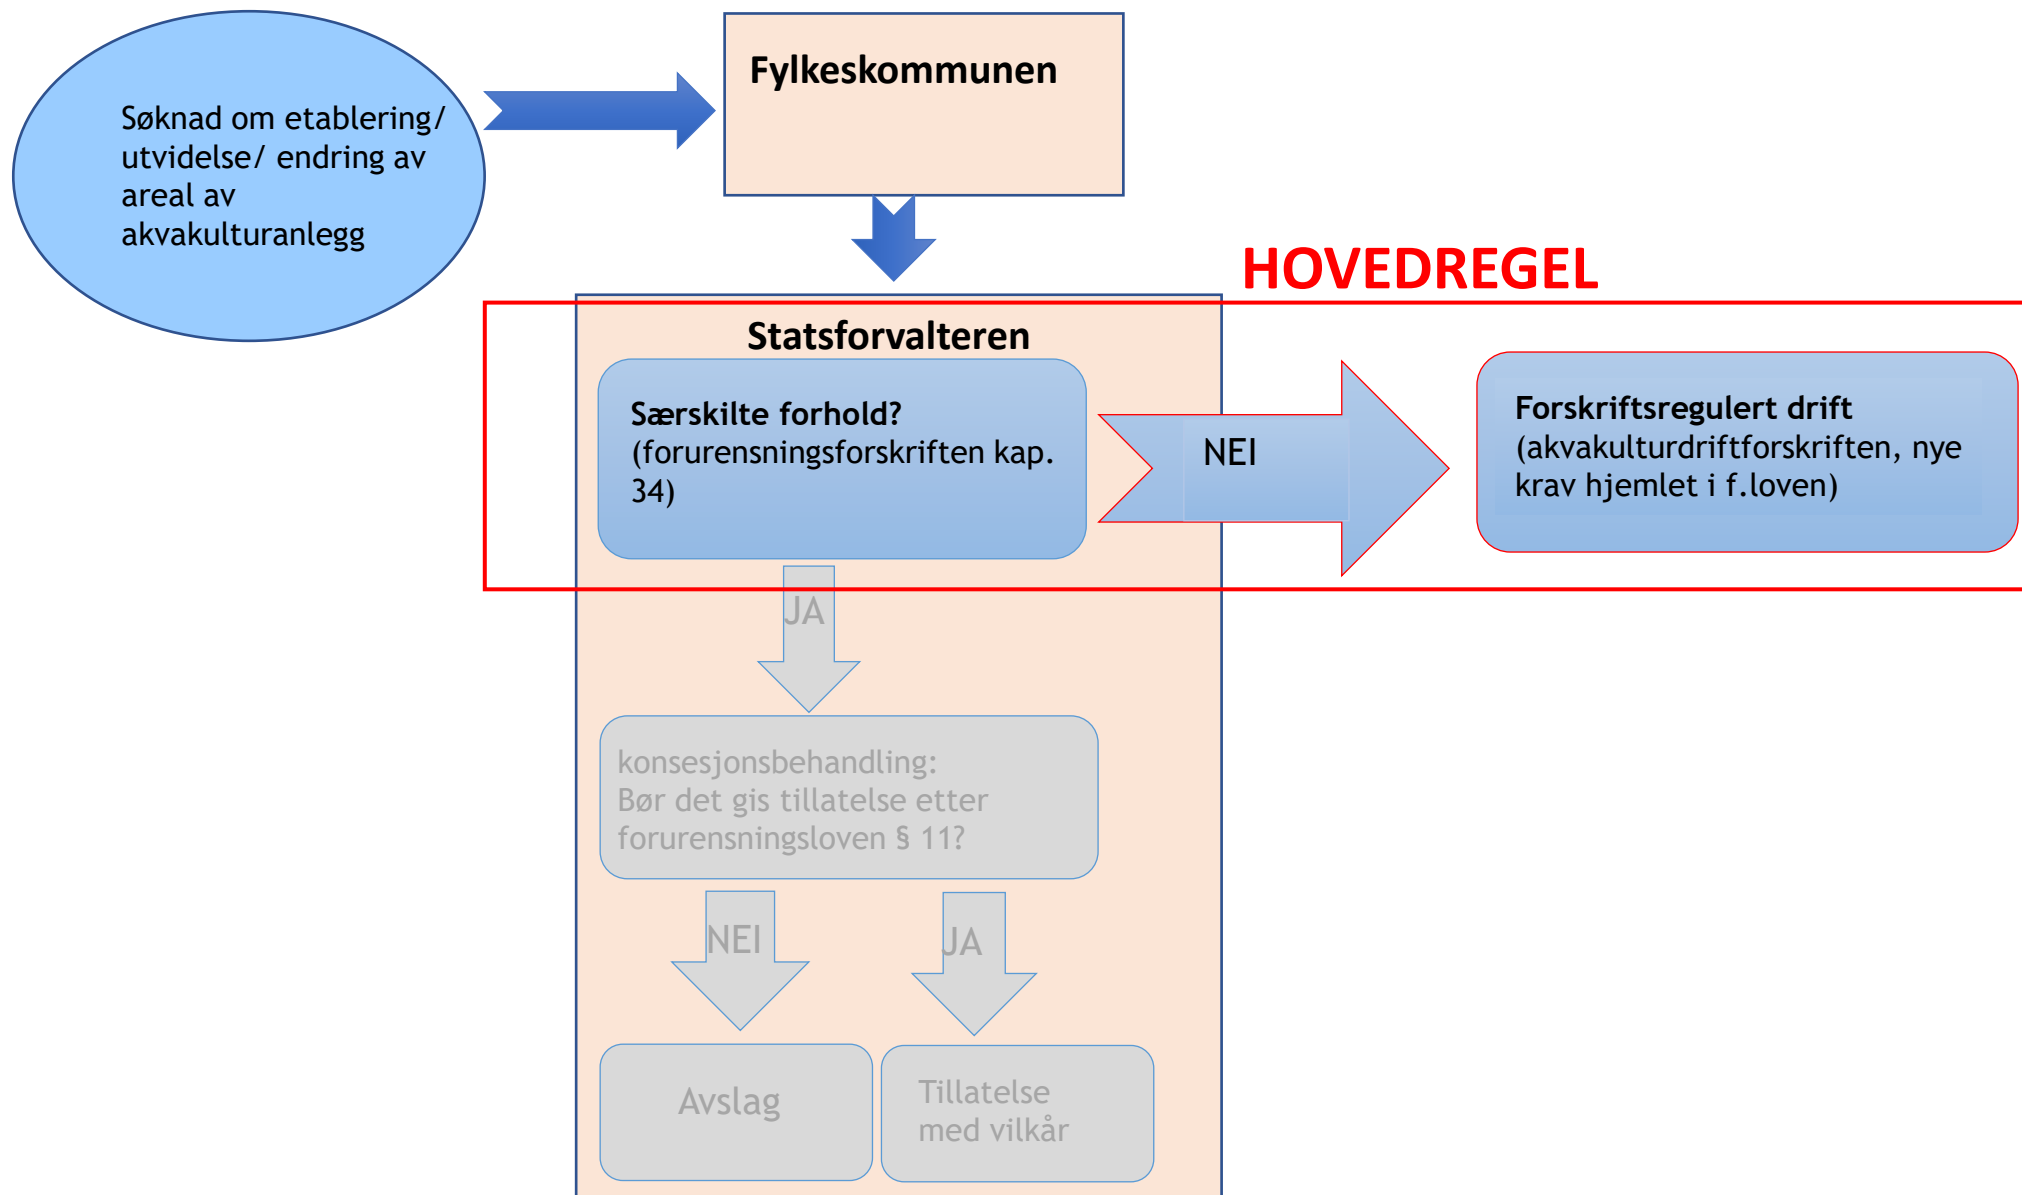 Søknad om etablering/
utvidelse/ endring av
areal av
akvakulturanlegg
Fylkeskommunen
HOVEDREGEL
Statsforvalteren
Særskilte forhold?
(forurensningsforskriften kap.
34)
NEI
Forskriftsregulert drift
(akvakulturdriftforskriften, nye
krav hjemlet i f.loven)
JA
konsesjonsbehandling:
Bør det gis tillatelse etter
forurensningsloven § 11?
NEI
JA
Avslag
Tillatelse
med vilkår